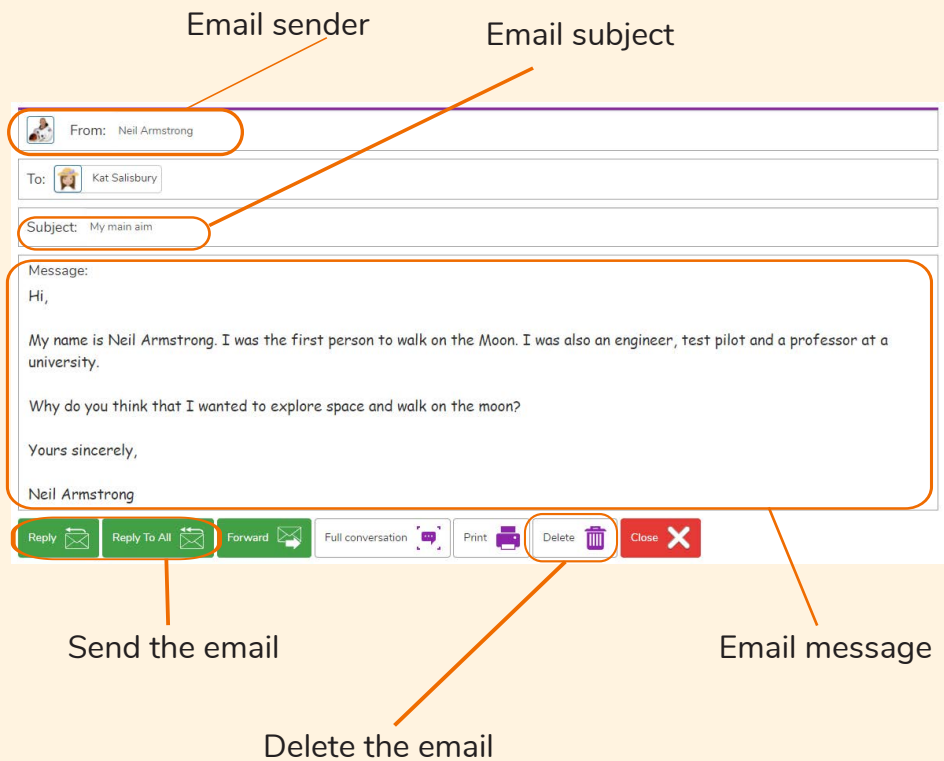 Email sender
Email subject
From: Neil Armstrong
To: Kat Salisbury
Subject: My main aim
Message:
Hi,
My name is Neil Armstrong. I was the first person to walk on the Moon. I was also an engineer, test pilot and a professor at a
university.
Why do you think that I wanted to explore space and walk on the moon?
Yours sincerely,
Neil Armstrong
Reply Reply To All Forward Full conversation Print Delete Close
Send the email
Email message
Delete the email